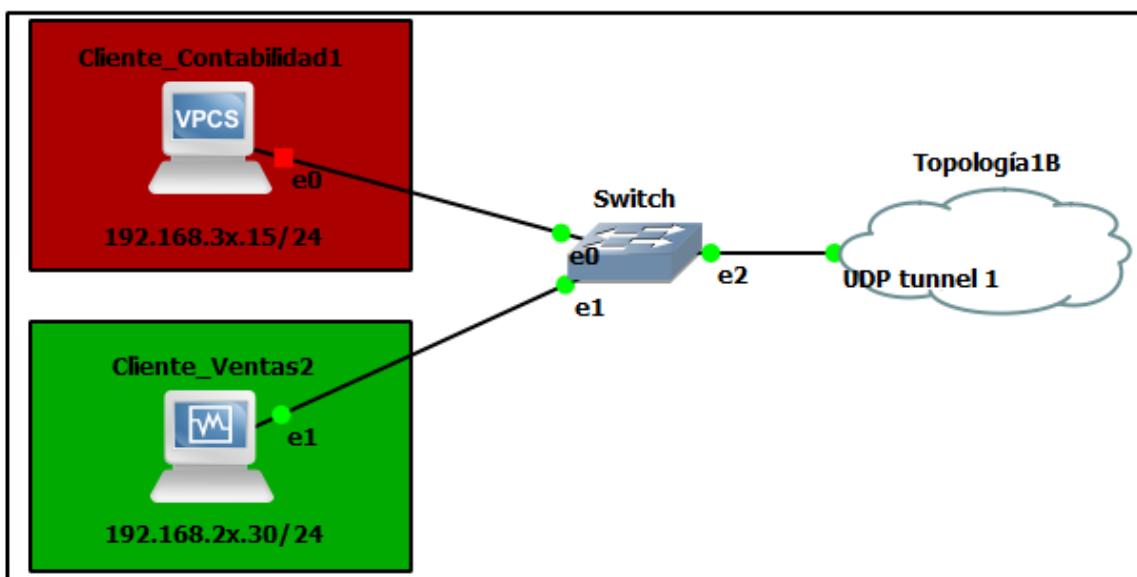 Cliente_Contabilidad1
VPCS
e0
192.168.3x.15/24
Switch
e0
e1
e2
Topología1B
UDP tunnel 1
Cliente_Ventas2
e1
192.168.2x.30/24